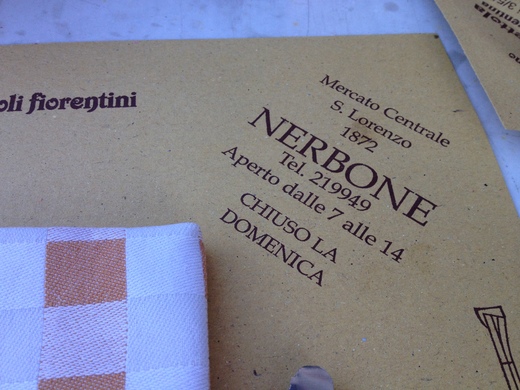 oli fiorentini
Mercato Centrale
S. Lorenzo
1872
NERBONE
Tel. 219949
Aperto dalle 7 alle 14
CHIUSO LA
DOMENICA